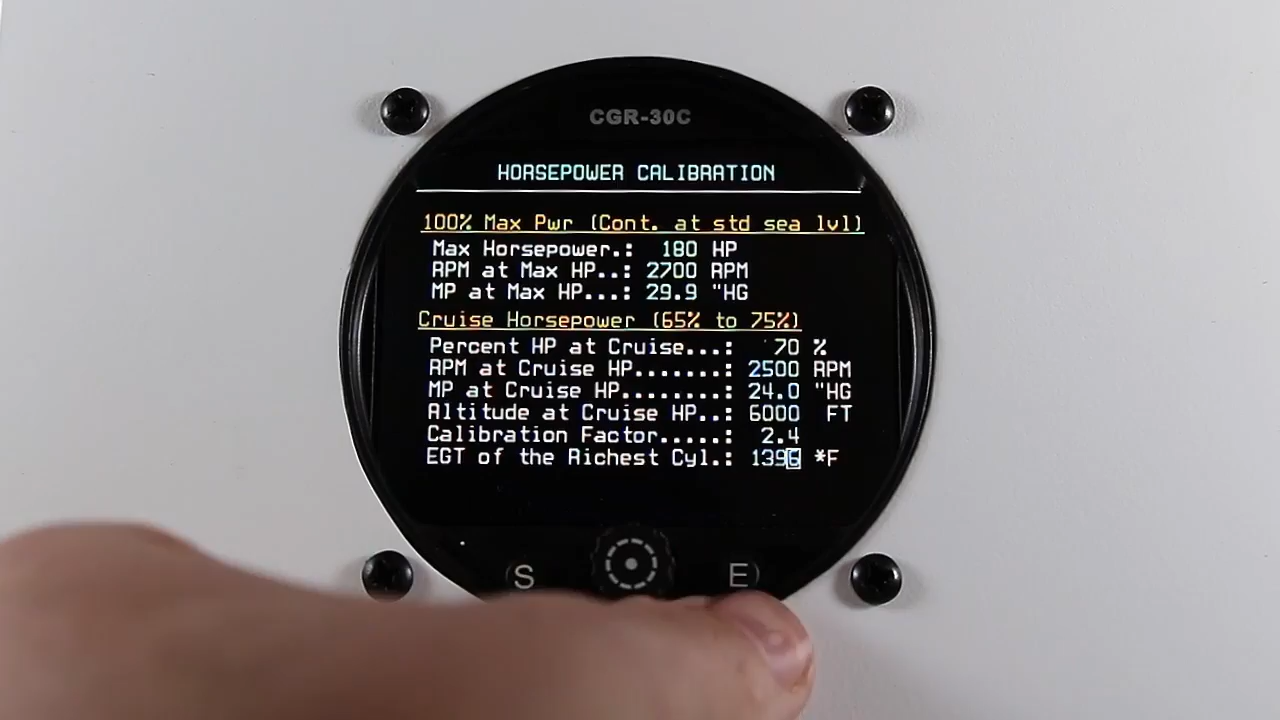 CGR-30C
HORSEPOWER CALIBRATION
100% Max Pwr (Cont. at std sea lvl)
Max Horsepower.: 180 HP
RPM at Max HP..: 2700 RPM
MP at Max HP...: 29.9 "HG
Cruise Horsepower (65% to 75%)
Percent HP at Cruise...: 70 %
RPM at Cruise HP.......: 2500 RPM
MP at Cruise HP........: 24.0 "HG
Altitude at Cruise HP..: 6000 FT
Calibration Factor.....: 2.4
EGT of the Richest Cyl.: 1396 *F
S E